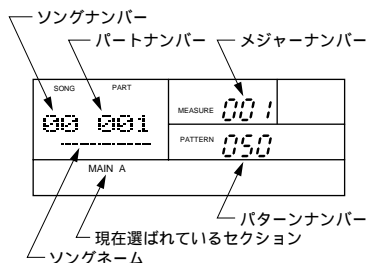 ソングナンバー
パートナンバー
メジャーナンバー
SONG PART
MEASURE 001
00 001
PATTERN 050
MAIN A
パターンナンバー
現在選ばれているセクション
ソングネーム